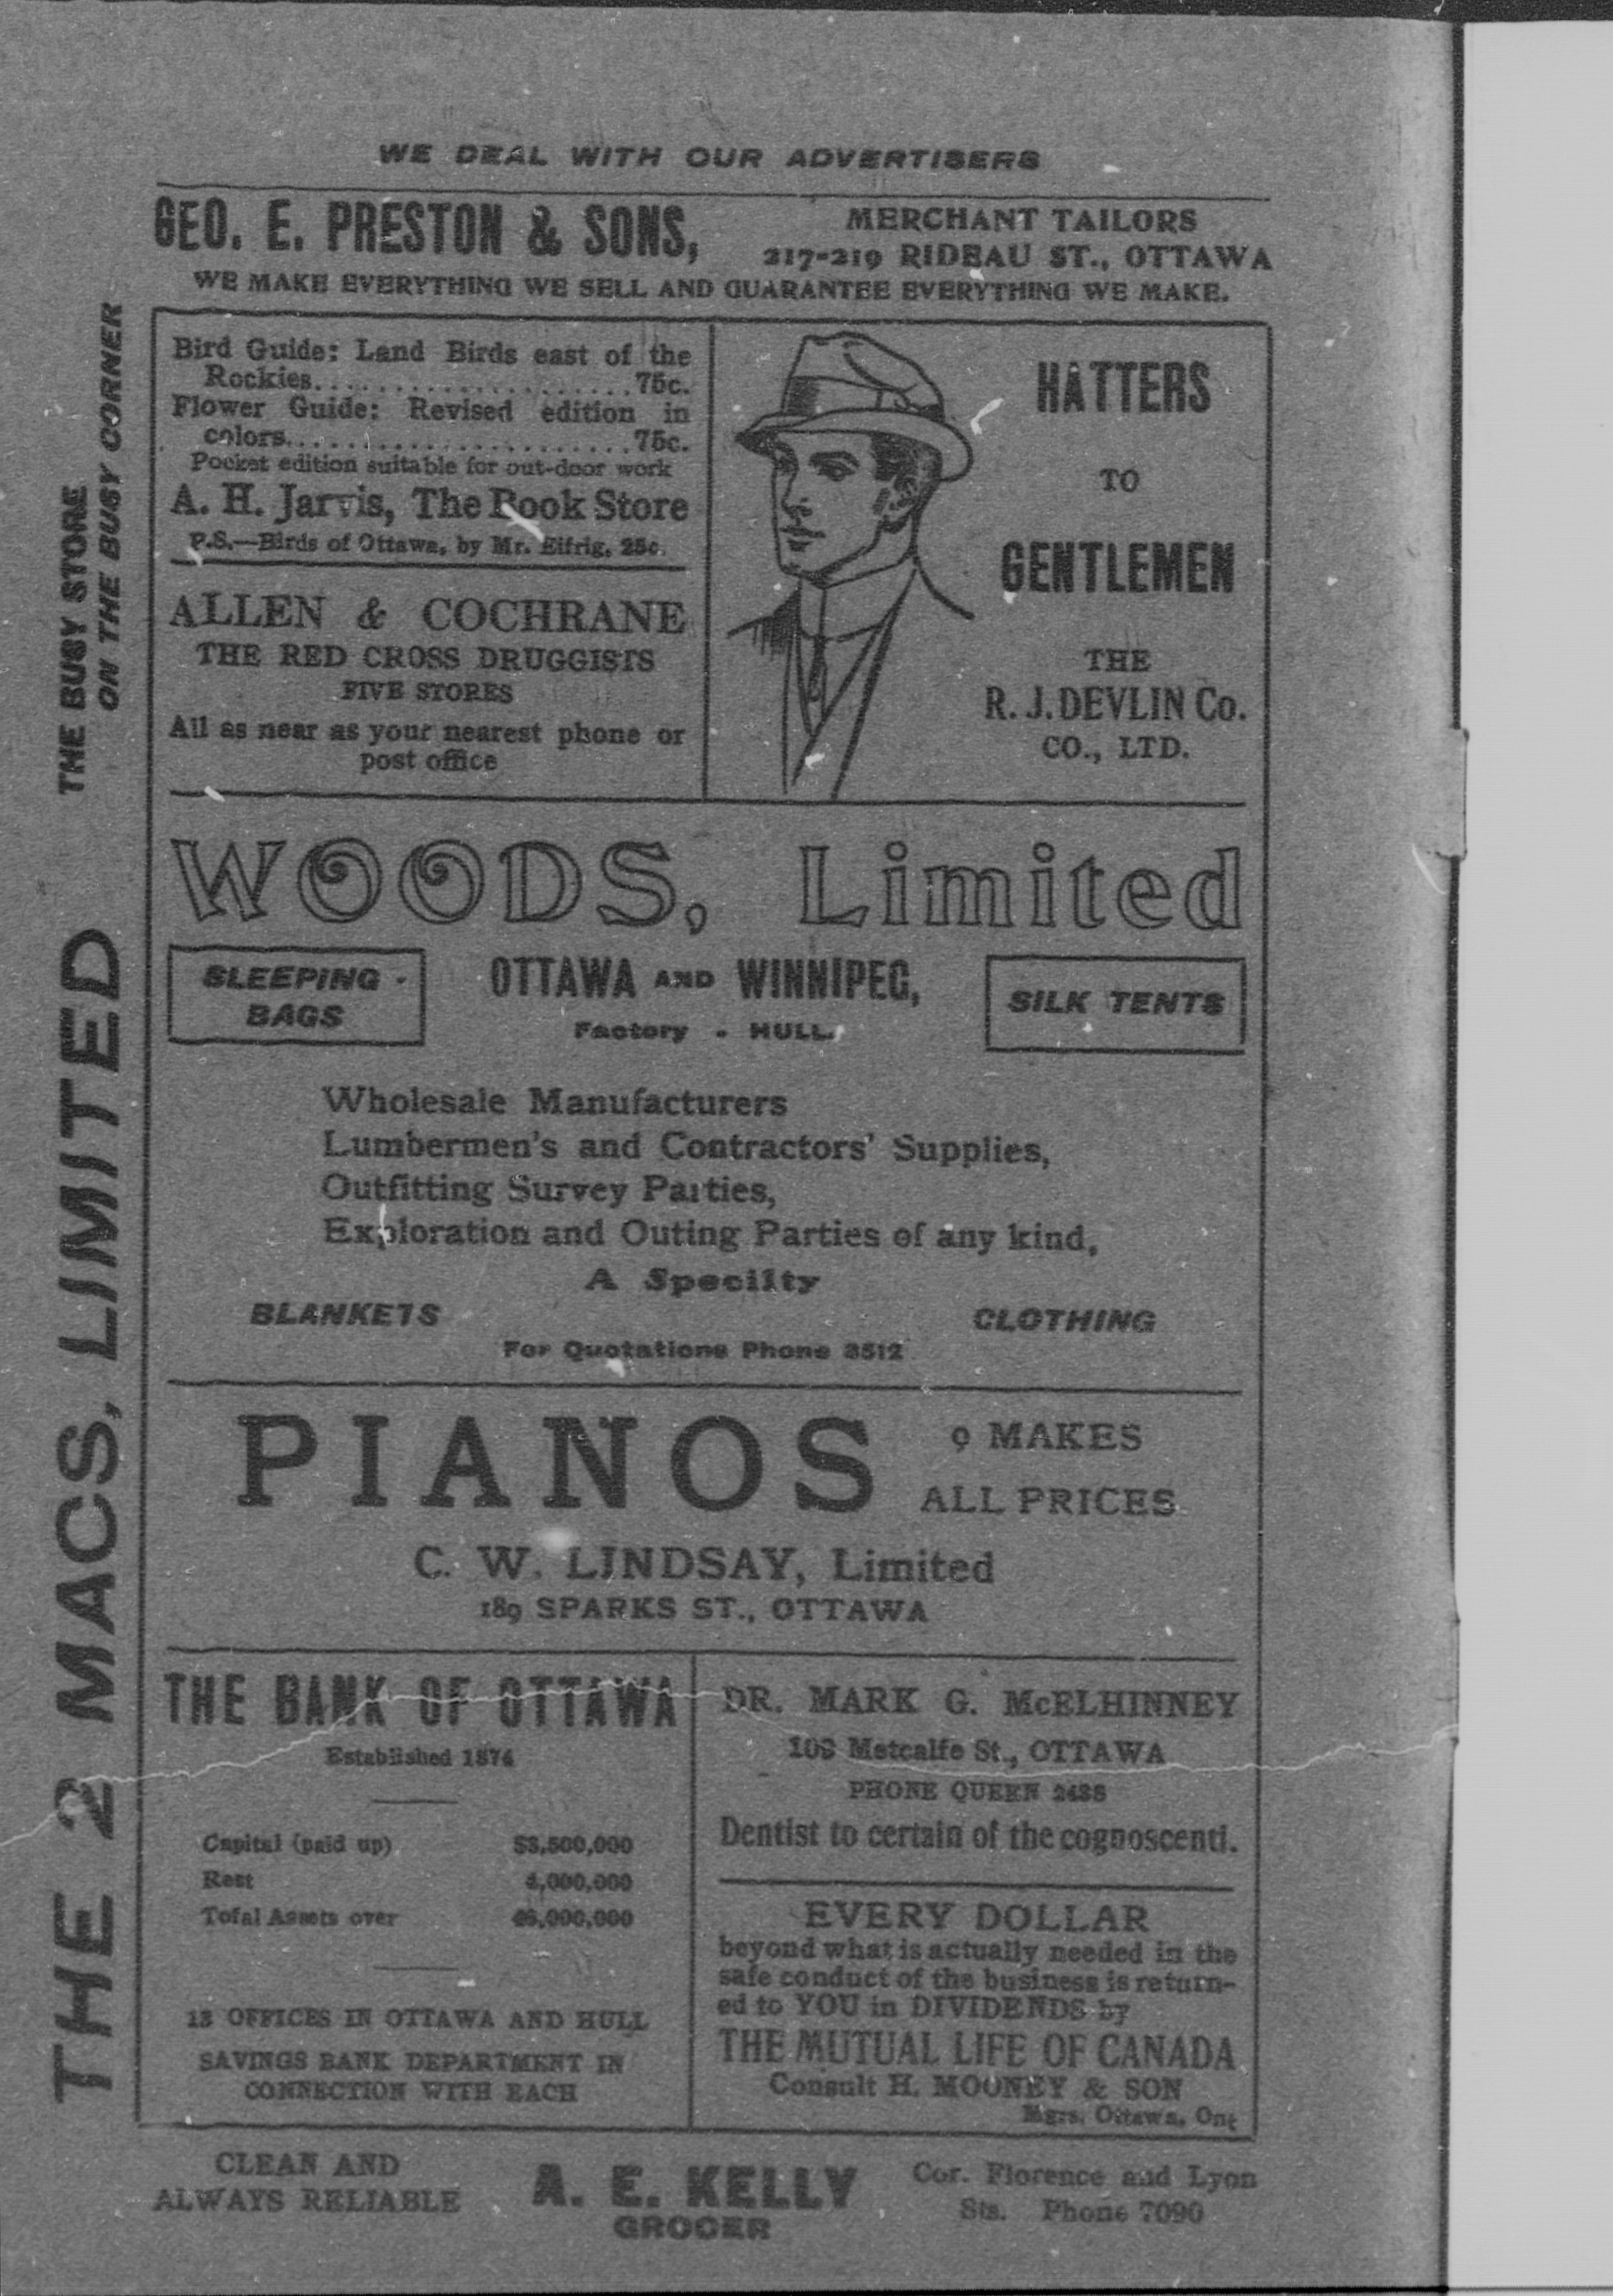 WE DEAL WITH OUR ADVERTISERS
GEO. E. PRESTON & SONS,
MERCHANT TAILORS
217-219 RIDEAU ST., OTTAWA
WE MAKE EVERYTHING WE SELL AND GUARANTEE EVERYTHING WE MAKE.
THE 2 MACS, LIMITED
THE BUSY STORE
ON THE BUSY CORNER
Bird Guide: Land Birds east of the
Rockies.....................75c.
Flower Guide: Revised edition in
colors.......................75c.
Pocket edition suitable for out-door work
A. H. Jarvis, The Book Store
P.S.—Birds of Ottawa, by Mr. Eifrig, 25c.
ALLEN & COCHRANE
THE RED CROSS DRUGGISTS
FIVE STORES
All as near as your nearest phone or
post office
HATTERS
TO
GENTLEMEN
THE
R. J. DEVLIN Co.
CO., LTD.
WOODS, Limited
SLEEPING -
BAGS
OTTAWA AND WINNIPEG,
Factory - HULL
SILK TENTS
Wholesale Manufacturers
Lumbermen's and Contractors' Supplies,
Outfitting Survey Parties,
Exploration and Outing Parties of any kind,
A Specilty
BLANKETS
CLOTHING
For Quotations Phone 3512
PIANOS
9 MAKES
ALL PRICES
C. W. LINDSAY, Limited
189 SPARKS ST., OTTAWA
THE BANK OF OTTAWA
Established 1874
Capital (paid up) $3,500,000
Rest 4,000,000
Total Assets over
13 OFFICES IN OTTAWA AND HULL
SAVINGS BANK DEPARTMENT IN
CONNECTION WITH EACH
DR. MARK G. McELHINNEY
Metcalfe St., OTTAWA
PHONE QUEEN 2438
Dentist to certain of the cognoscenti.
EVERY DOLLAR
beyond what is actually needed in the
safe conduct of the business is return-
ed to YOU in DIVIDENDS by
THE MUTUAL LIFE OF CANADA
Consult H. MOONEY & SON
Mgrs. Ottawa, Ont
CLEAN AND
ALWAYS RELIABLE
A. E. KELLY
GROCER
Cor. Florence and Lyon
Sts. Phone 7090